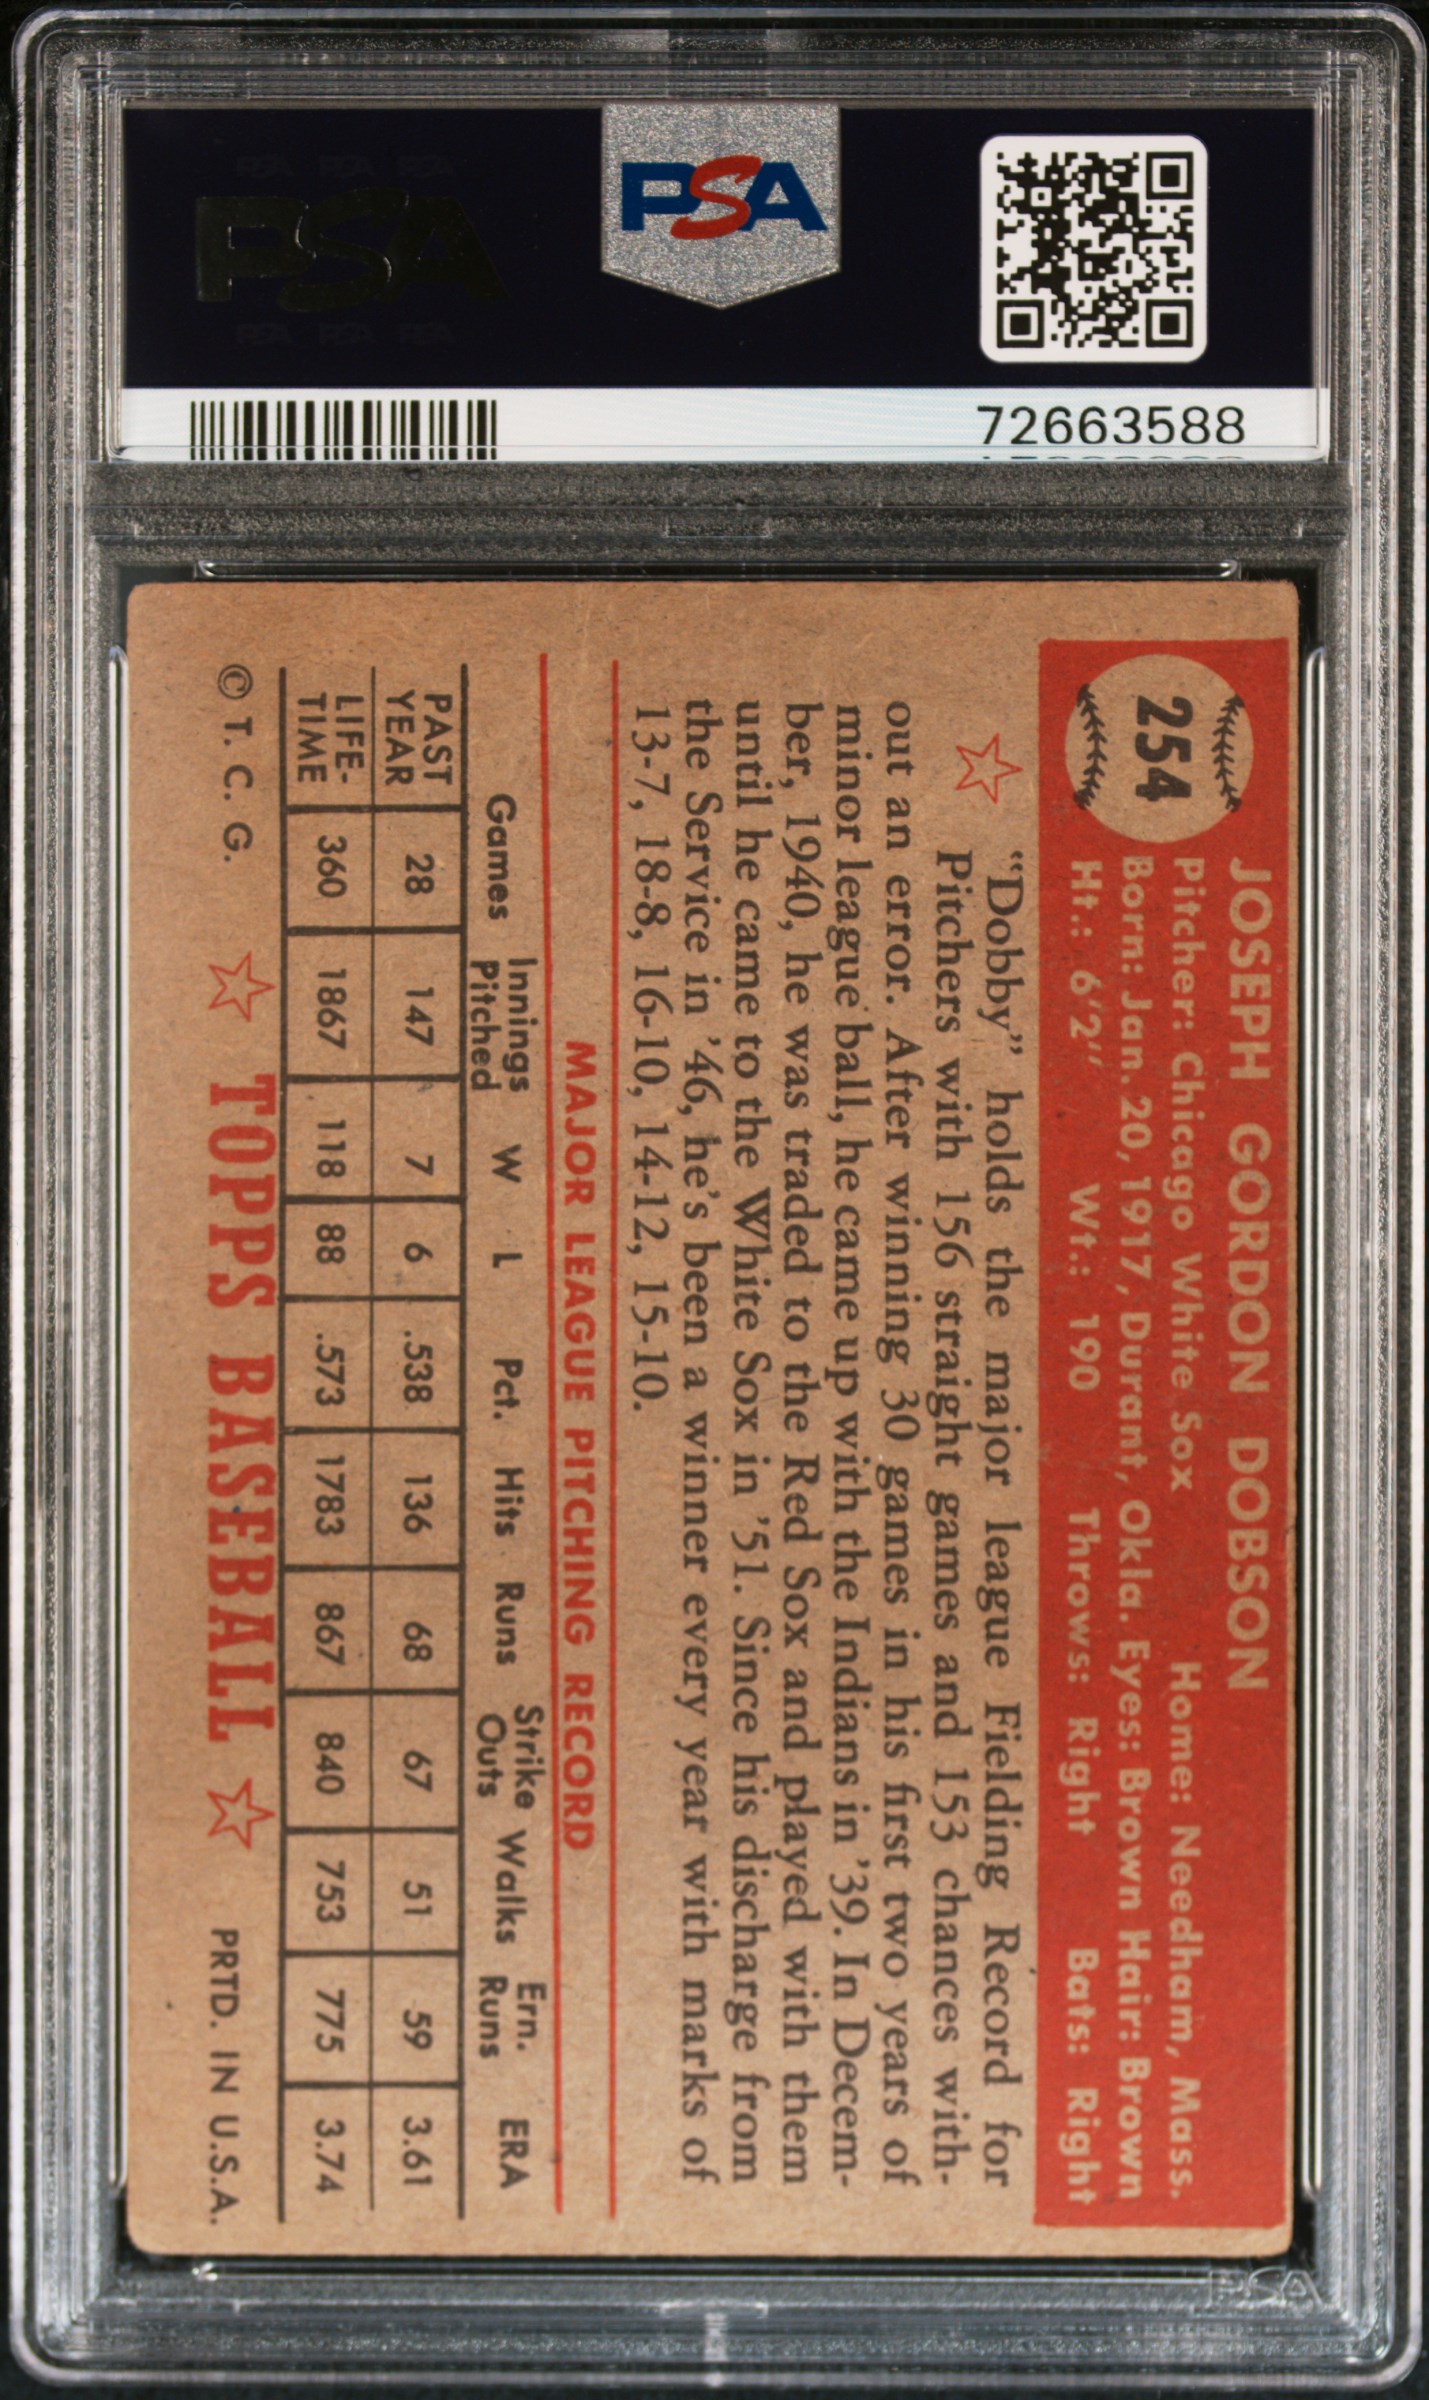 PSA PSA PSA
PSA
PSA PSA PSA
PSA
72663588
254
JOSEPH GORDON DOBSON
Pitcher: Chicago White Sox Home: Needham, Mass.
Born: Jan. 20, 1917, Durant, Okla. Eyes: Brown Hair: Brown
Ht.: 6'2" Wt.: 190 Throws: Right Bats: Right
"Dobby" holds the major league Fielding Record for
Pitchers with 156 straight games and 153 chances with-
out an error. After winning 30 games in his first two years of
minor league ball, he came up with the Indians in '39. In Decem-
ber, 1940, he was traded to the Red Sox and played with them
until he came to the White Sox in '51. Since his discharge from
the Service in '46, he's been a winner every year with marks of
13-7, 18-8, 16-10, 14-12, 15-10.
MAJOR LEAGUE PITCHING RECORD
Games Innings Pitched W L Pct. Hits Runs Strike Outs Walks Ern. Runs ERA
PAST YEAR 28 147 7 6 .538 136 68 67 51 59 3.61
LIFE- TIME 360 1867 118 88 .573 1783 867 840 753 775 3.74
© T. C. G. TOPPS BASEBALL PRTD. IN U.S.A.
PSA